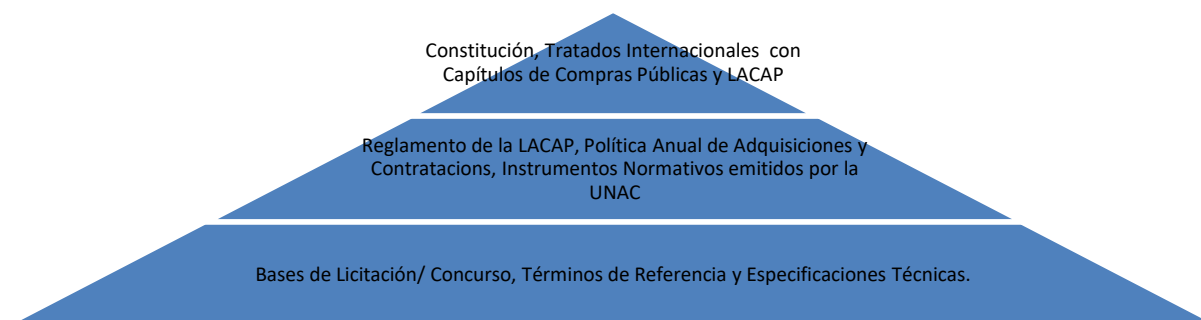 Constitución, Tratados Internacionales con
Capítulos de Compras Públicas y LACAP
Reglamento de la LACAP, Política Anual de Adquisiciones y
Contratacions, Instrumentos Normativos emitidos por la
UNAC
Bases de Licitación/ Concurso, Términos de Referencia y Especificaciones Técnicas.